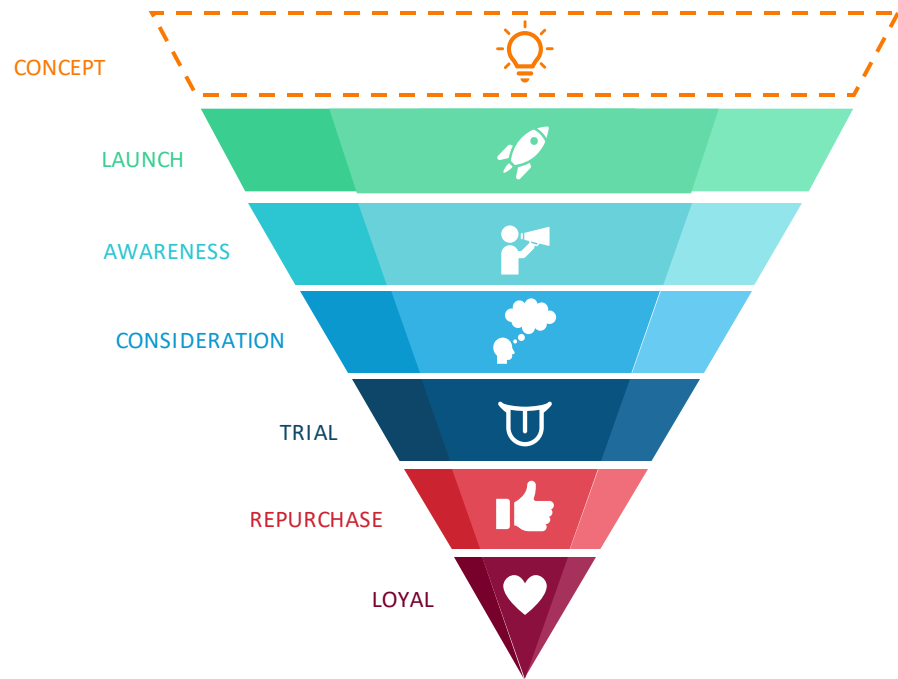 CONCEPT
LAUNCH
AWARENESS
CONSIDERATION
TRIAL
REPURCHASE
LOYAL